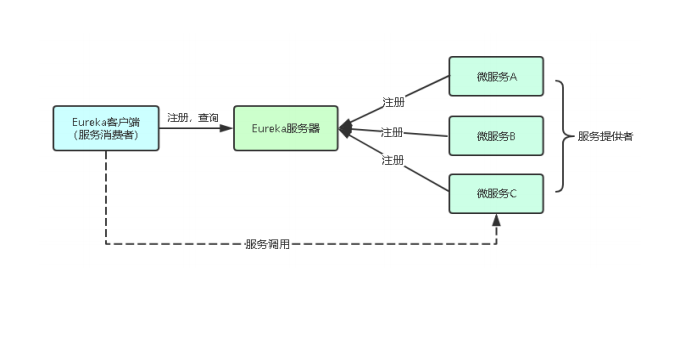 微服务A
注册
Eureka客户端
(服务消费者)
注册，查询
Eureka服务器
注册
微服务B
服务提供者
注册
微服务C
服务调用